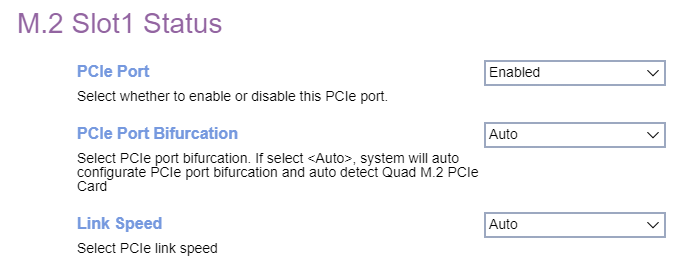 M.2 Slot1 Status
PCIe Port
Enabled
Select whether to enable or disable this PCIe port.
PCIe Port Bifurcation
Auto
Select PCIe port bifurcation. If select <Auto>, system will auto
configurate PCIe port bifurcation and auto detect Quad M.2 PCIe
Card
Link Speed
Auto
Select PCIe link speed